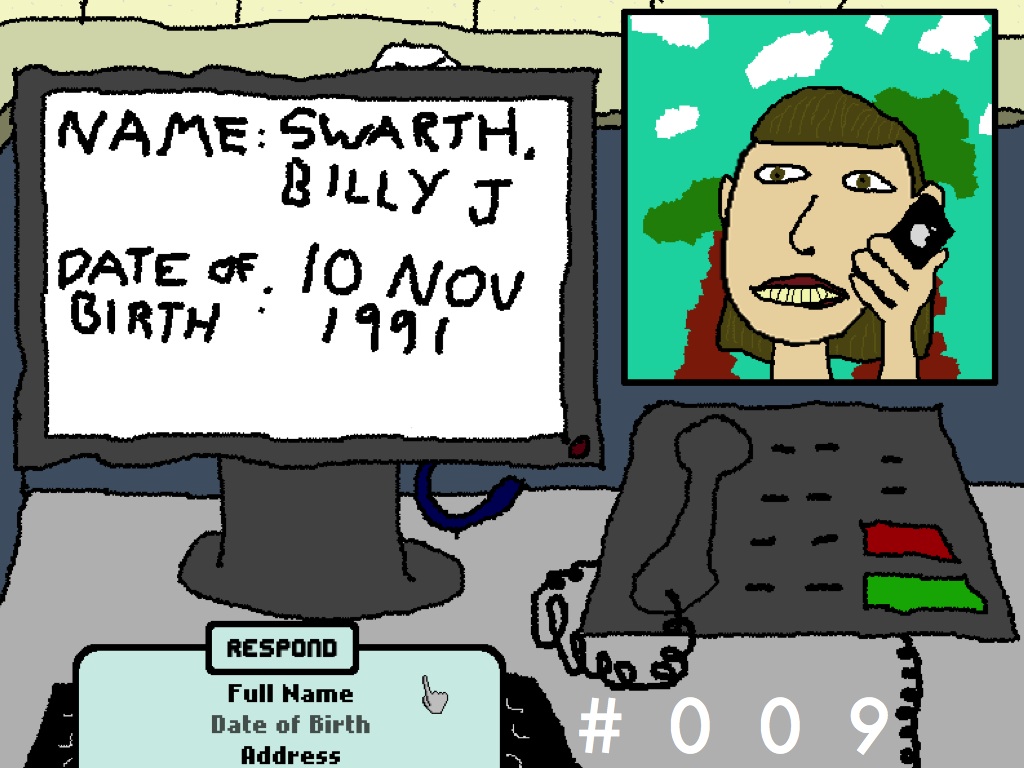 NAME: SWARTH.
BILLY J
DATE OF. 10 NOV
BIRTH : 1991
RESPOND
Full Name
Date of Birth
Address
# 0 0 9